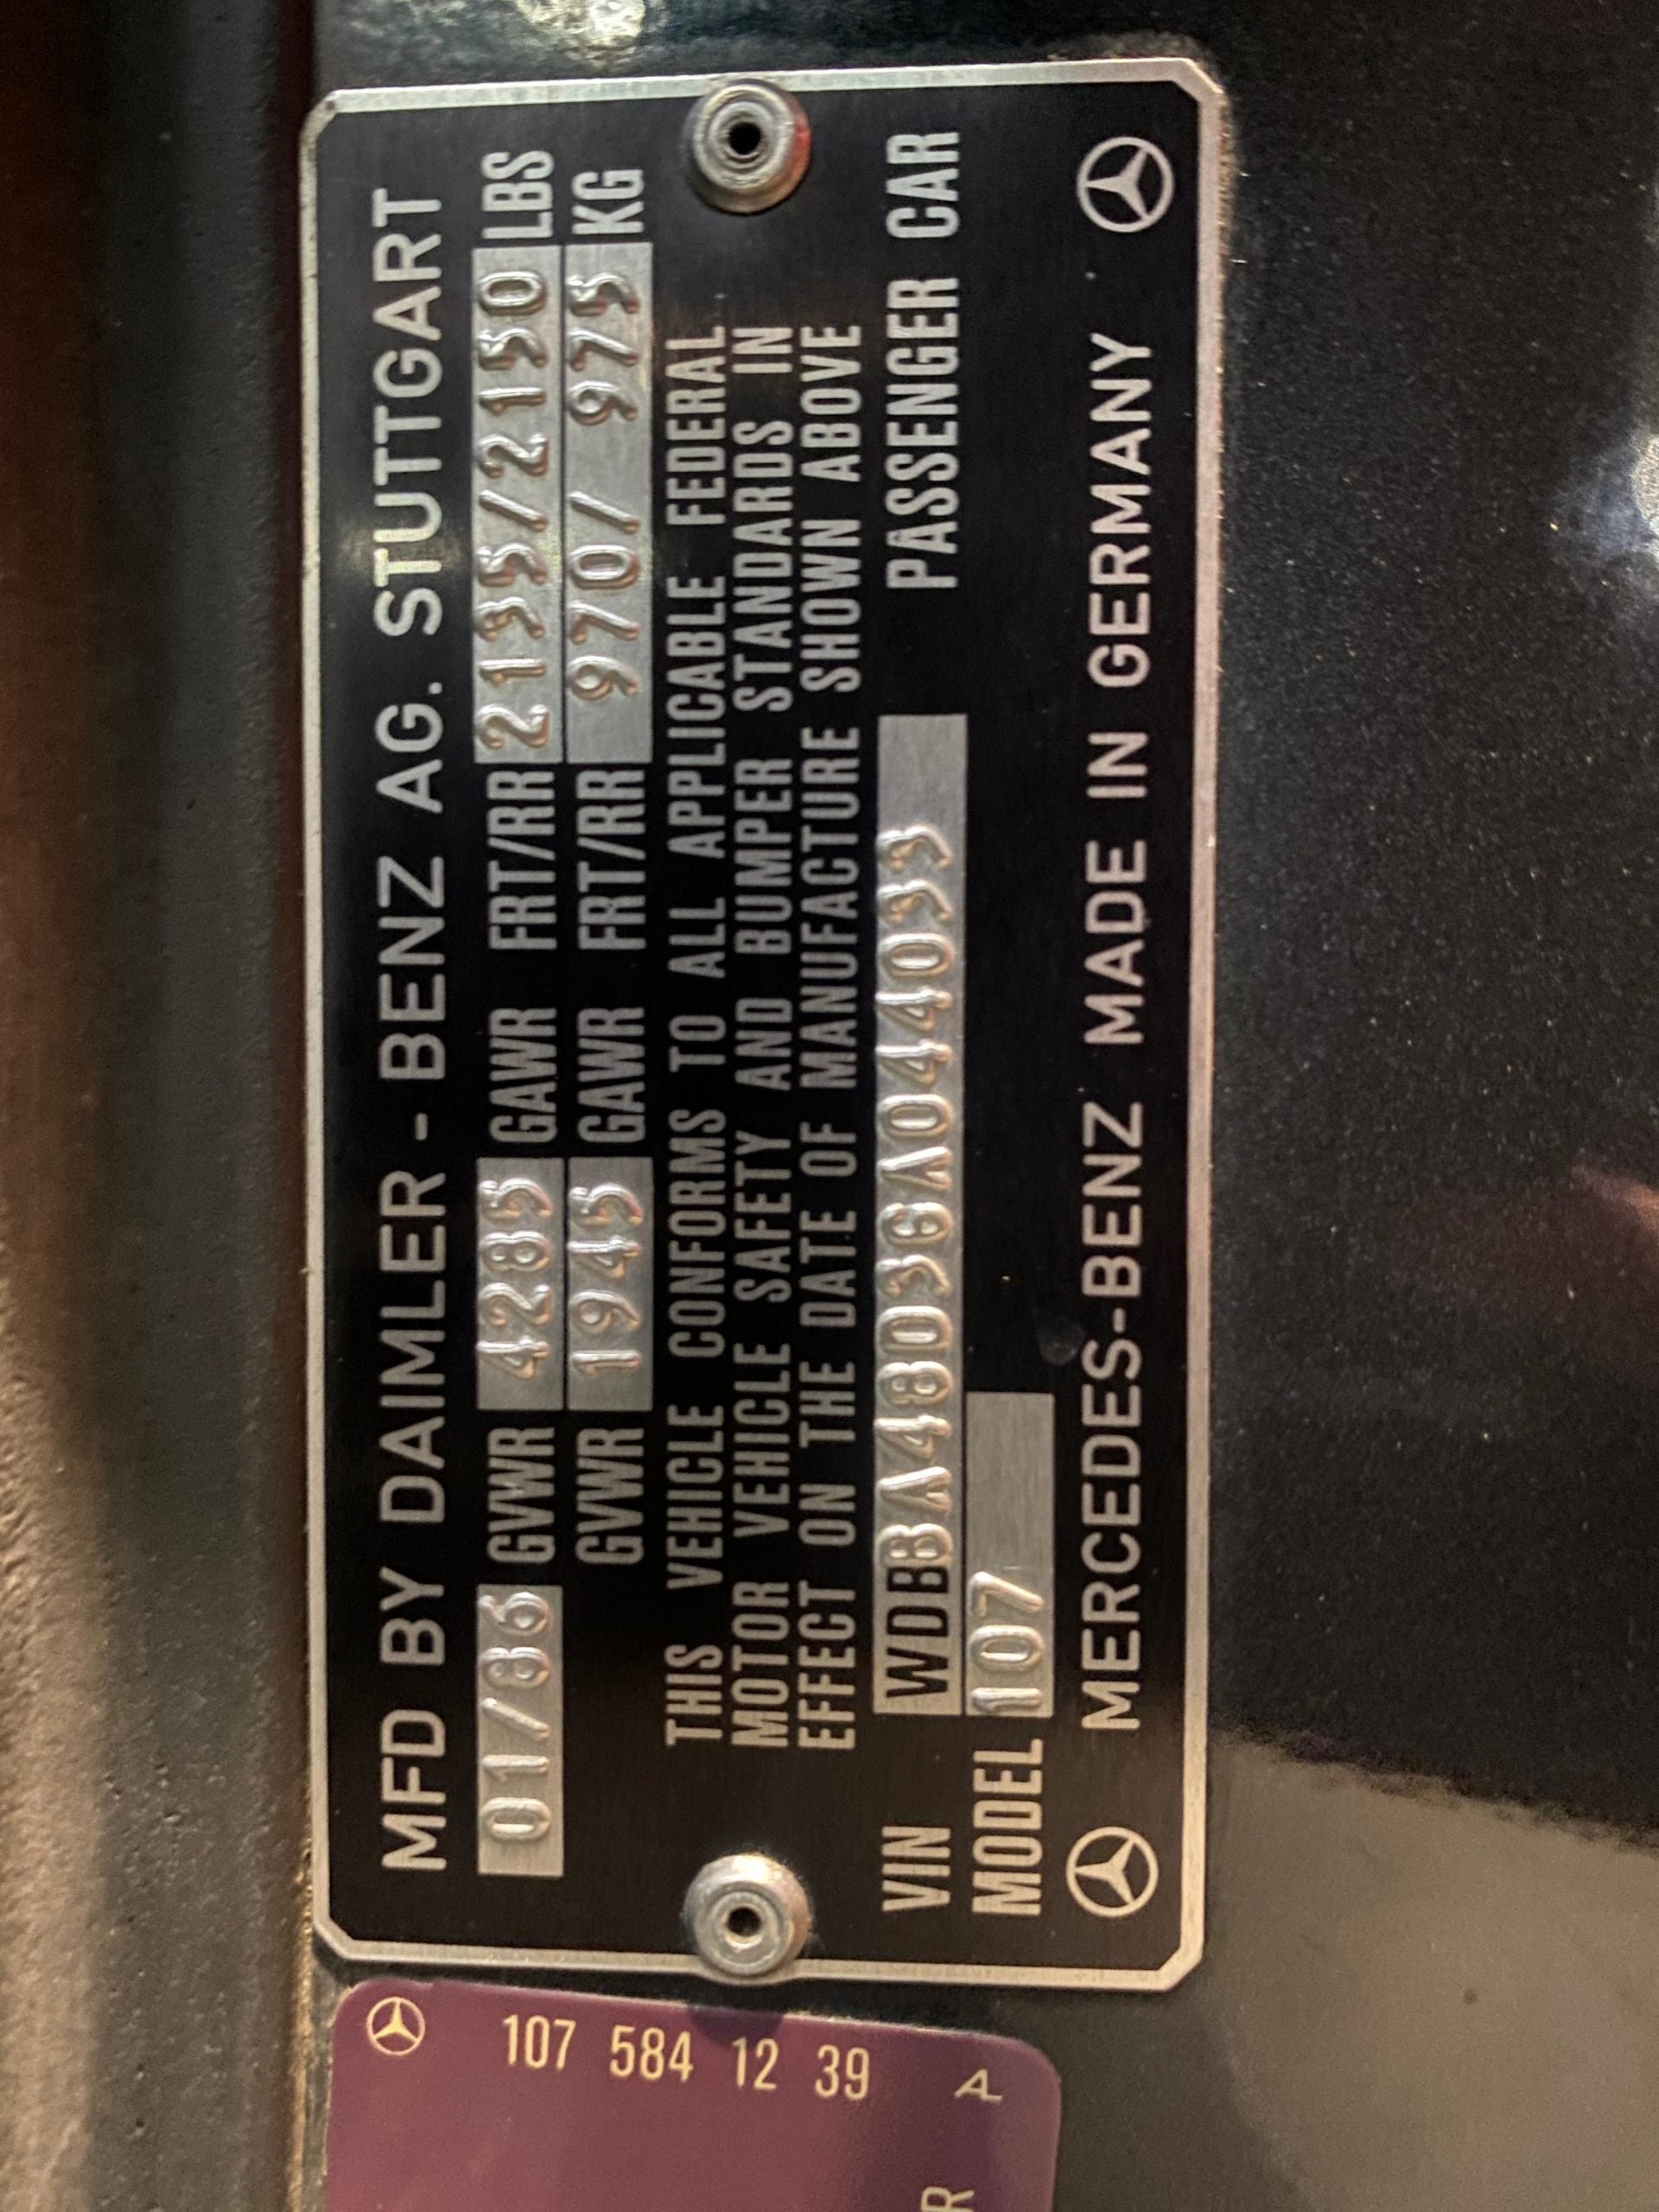 MFD BY DAIMLER - BENZ AG. STUTTGART
01/86 GVWR 4285 GAWR FRT/RR 2135/2150 LBS
GVWR 1945 GAWR FRT/RR 970/ 975 KG
THIS VEHICLE CONFORMS TO ALL APPLICABLE FEDERAL
MOTOR VEHICLE SAFETY AND BUMPER STANDARDS IN
EFFECT ON THE DATE OF MANUFACTURE SHOWN ABOVE
VIN WDBBA48D3GA044033 PASSENGER CAR
MODEL 107
MERCEDES-BENZ MADE IN GERMANY
107 584 12 39